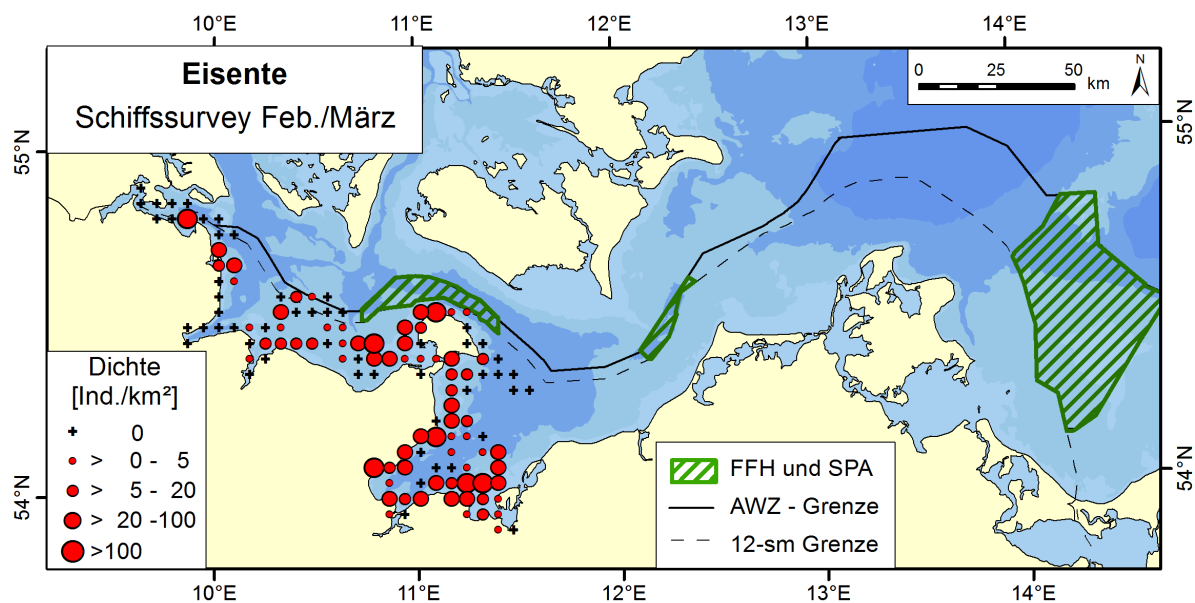 10°E 11°E 12°E 13°E 14°E
Eisente
Schiffssurvey Feb./März
0 25 50
km
N
55°N 55°N
Dichte
[Ind./km²]
0
> 0 - 5
> 5 - 20
> 20 -100
>100
FFH und SPA
AWZ - Grenze
12-sm Grenze
54°N 54°N
10°E 11°E 12°E 13°E 14°E